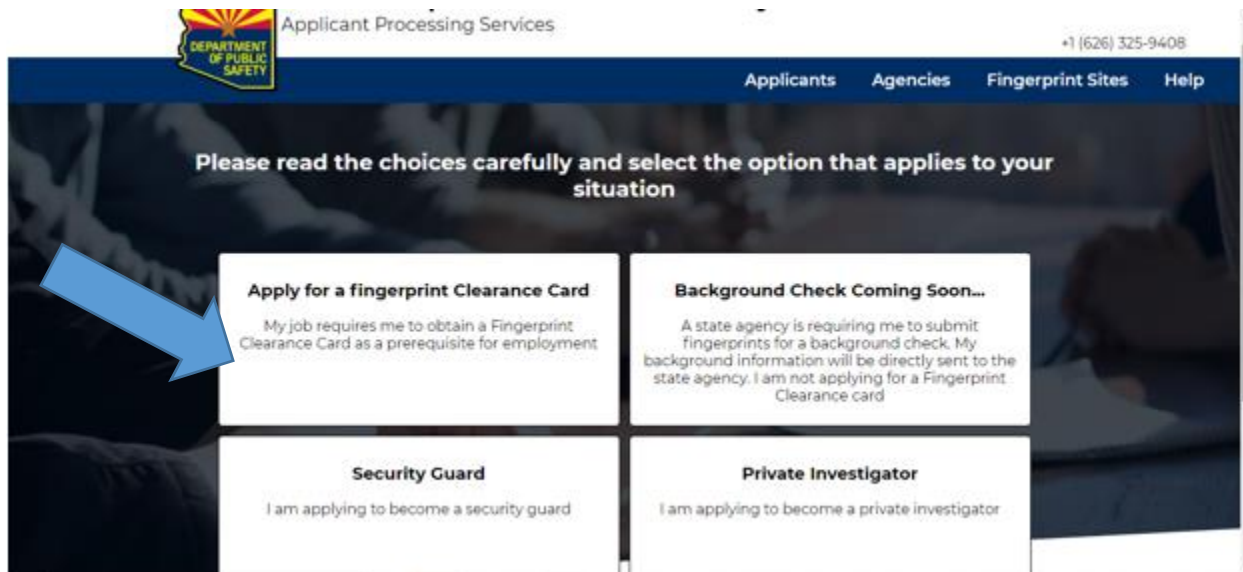 Applicant Processing Services
DEPARTMENT
OF PUBLIC
SAFETY
+1 (626) 325-9408
Applicants Agencies Fingerprint Sites Help
Please read the choices carefully and select the option that applies to your
situation
Apply for a fingerprint Clearance Card
My job requires me to obtain a Fingerprint
Clearance Card as a prerequisite for employment
Background Check Coming Soon...
A state agency is requiring me to submit
fingerprints for a background check. My
background information will be directly sent to the
state agency. I am not applying for a Fingerprint
Clearance card
Security Guard
I am applying to become a security guard
Private Investigator
I am applying to become a private investigator